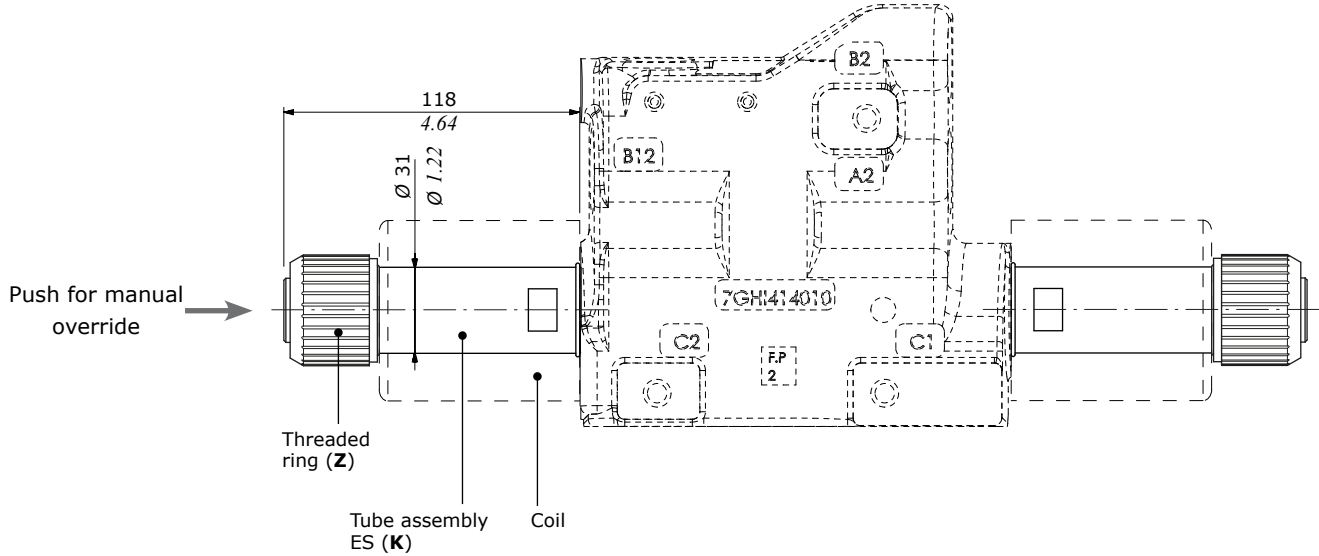 B2
118
4.64
B12
A2
Ø 31
Ø 1.22
Push for manual
override
7GHI414010
C2
C1
F.P
2
Threaded
ring (Z)
Tube assembly
ES (K)
Coil